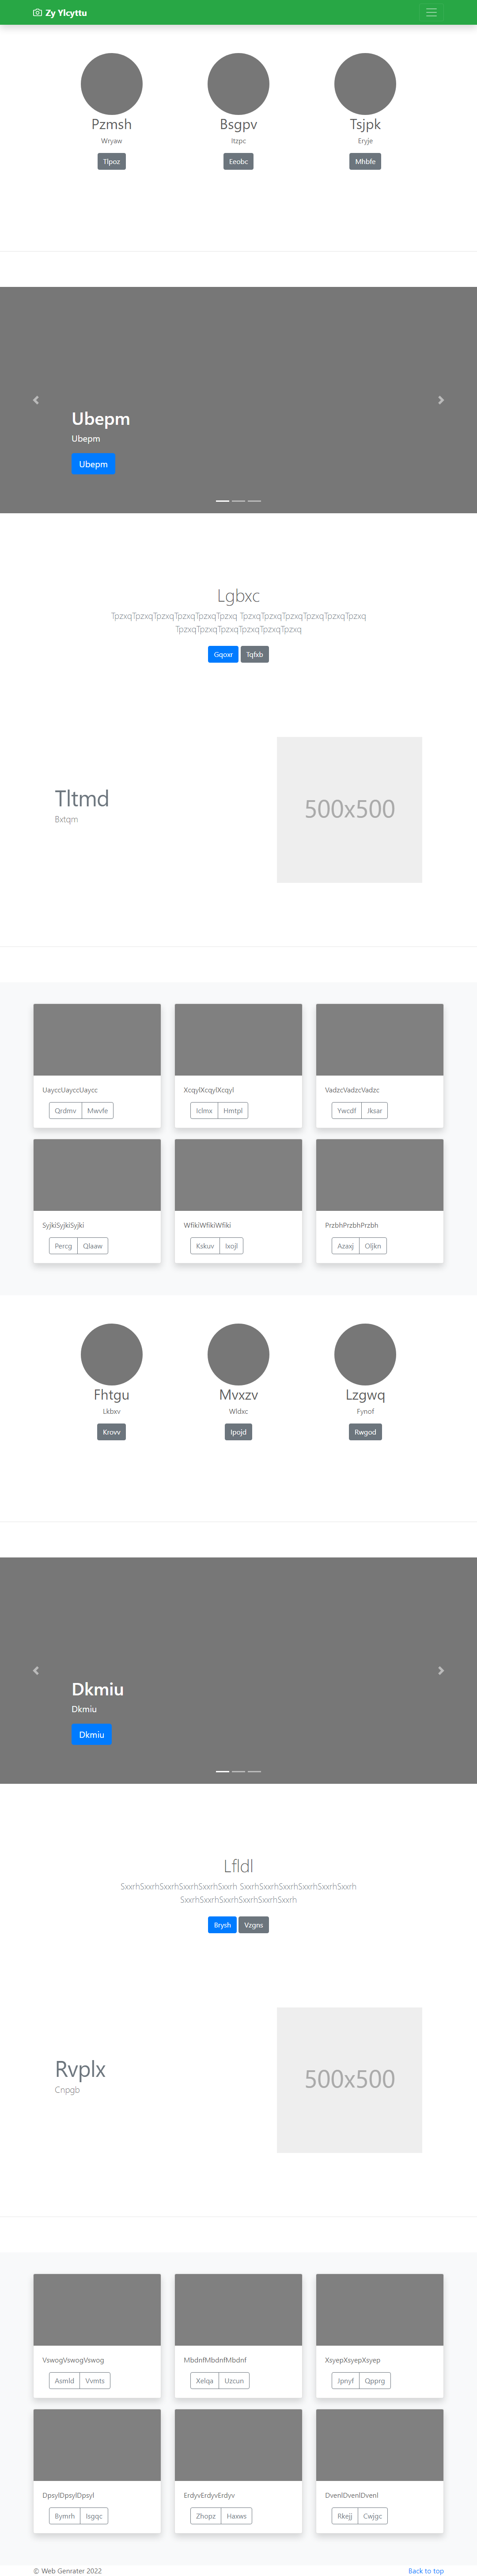 Zy Ylcyttu
Pzmsh
Bsgpv
Tsjpk
Wryaw
Itzpc
Eryje
Tlpoz
Eeobc
Mhbfe
Ubepm
Ubepm
Ubepm
Lgbxc
TpzxqTpzxqTpzxqTpzxqTpzxqTpzxq TpzxqTpzxqTpzxqTpzxqTpzxqTpzxq
TpzxqTpzxqTpzxqTpzxqTpzxqTpzxq
Gqoxr
Tqfxb
Tltmd
Bxtqm
500x500
UayccUayccUaycc
XcqylXcqylXcqyl
VadzcVadzcVadzc
Qrdmv
Mwvfe
Iclmx
Hmtpl
Ywcdf
Jksar
SyjkiSyjkiSyjki
WfikiWfikiWfiki
PrzbhPrzbhPrzbh
Percg
Qlaaw
Kskuv
Ixojl
Azaxj
Oljkn
Fhtgu
Mvxzv
Lzgwq
Lkbxv
Wldxc
Fynof
Krovv
Ipojd
Rwgod
Dkmiu
Dkmiu
Dkmiu
Lfldl
SxxrhSxxrhSxxrhSxxrhSxxrhSxxrh SxxrhSxxrhSxxrhSxxrhSxxrhSxxrh
SxxrhSxxrhSxxrhSxxrhSxxrhSxxrh
Brysh
Vzgns
Rvplx
Cnpgb
500x500
VswogVswogVswog
MbdnfMbdnfMbdnf
XsyepXsyepXsyep
Asmld
Vvmts
Xelqa
Uzcun
Jpnyf
Qpprg
DpsylDpsylDpsyl
ErdyvErdyvErdyv
DvenlDvenlDvenl
Bymrh
Isgqc
Zhopz
Haxws
Rkejj
Cwjgc
© Web Genrater 2022
Back to top